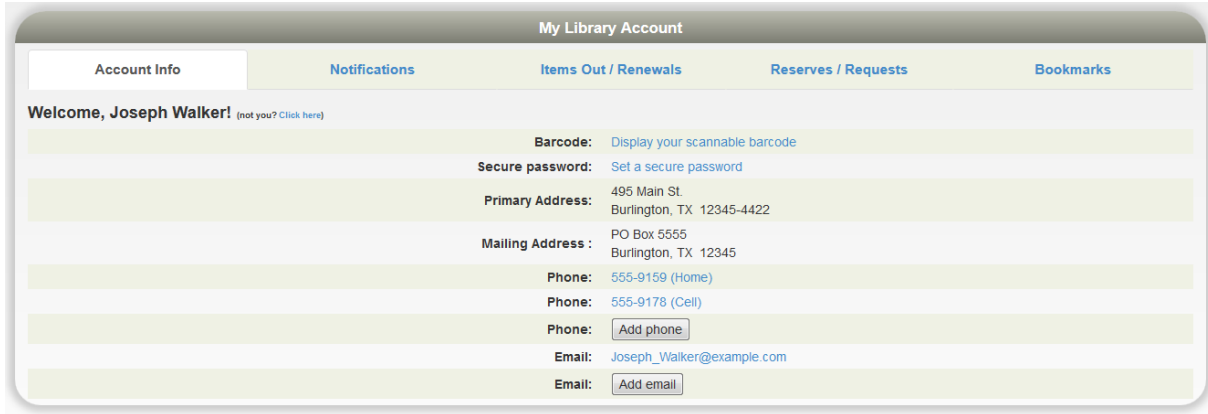 My Library Account
Account Info Notifications Items Out / Renewals Reserves / Requests Bookmarks
Welcome, Joseph Walker! (not you? Click here)
Barcode: Display your scannable barcode
Secure password: Set a secure password
Primary Address: 495 Main St.
Burlington, TX 12345-4422
Mailing Address : PO Box 5555
Burlington, TX 12345
Phone: 555-9159 (Home)
Phone: 555-9178 (Cell)
Phone: Add phone
Email: Joseph_Walker@example.com
Email: Add email